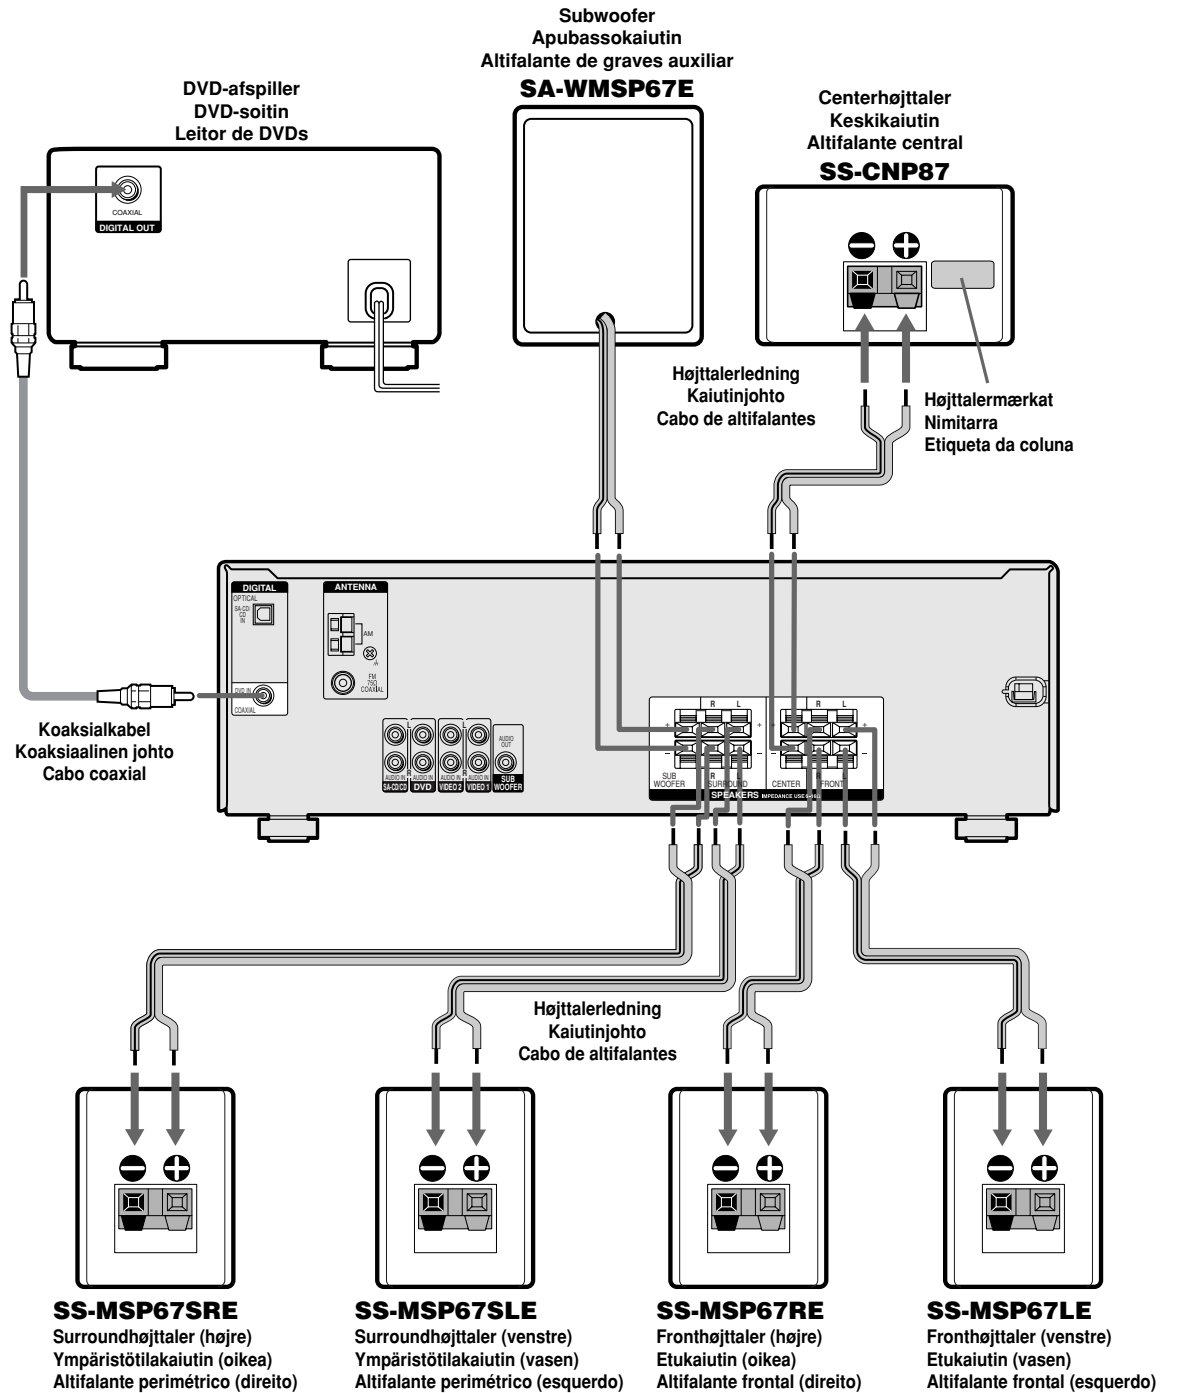 Subwoofer
Apubassokaiutin
Altifalante de graves auxiliar
SA-WMSP67E
DVD-afspiller
DVD-soitin
Leitor de DVDs
Centerhøjttaler
Keskikaiutin
Altifalante central
SS-CNP87
COAXIAL
DIGITAL OUT
Højttalerledning
Kaiutinjohto
Cabo de altifalantes
Højttalermærkat
Nimitarra
Etiqueta da coluna
DIGITAL
OPTICAL
SA-CD/
CD
IN
DVD IN
COAXIAL
ANTENNA
AM
FM
75Ω
COAXIAL
Koaksialkabel
Koaksiaalinen johto
Cabo coaxial
L
L
R
R
AUDIO IN
AUDIO IN
AUDIO IN
AUDIO IN
SA-CD/CD
DVD
VIDEO 2
VIDEO 1
AUDIO
OUT
SUB
WOOFER
R L
R L
+ +
+
− −
−
SUB
WOOFER
R L
SURROUND
CENTER
R L
FRONT
SPEAKERS IMPEDANCE USE 8-16Ω
Højttalerledning
Kaiutinjohto
Cabo de altifalantes
SS-MSP67SRE
Surroundhøjttaler (højre)
Ympäristötilakaiutin (oikea)
Altifalante perimétrico (direito)
SS-MSP67SLE
Surroundhøjttaler (venstre)
Ympäristötilakaiutin (vasen)
Altifalante perimétrico (esquerdo)
SS-MSP67RE
Fronthøjttaler (højre)
Etukaiutin (oikea)
Altifalante frontal (direito)
SS-MSP67LE
Fronthøjttaler (venstre)
Etukaiutin (vasen)
Altifalante frontal (esquerdo)